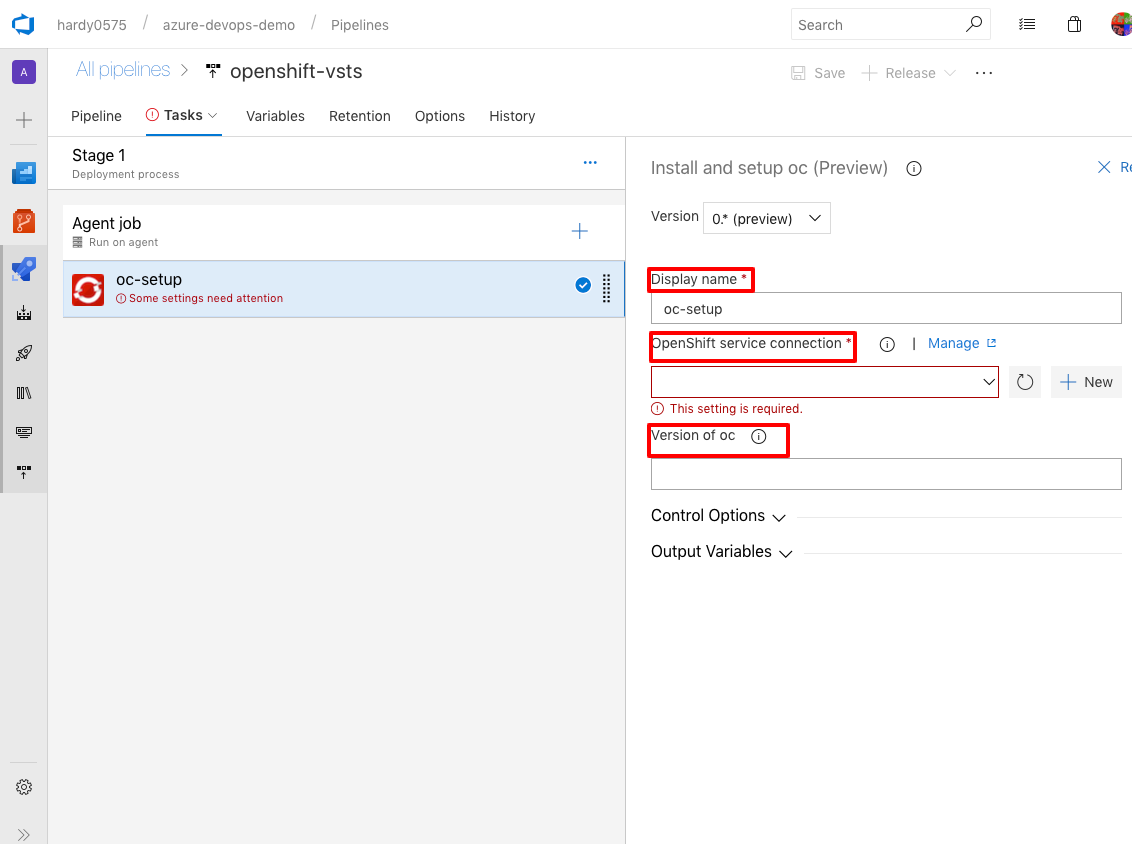 hardy0575 / azure-devops-demo / Pipelines
Search
A
All pipelines > openshift-vsts
Save
Release
Pipeline
Tasks
Variables
Retention
Options
History
Stage 1
Deployment process
Agent job
Run on agent
oc-setup
Some settings need attention
Install and setup oc (Preview)
Re
Version 0.* (preview)
Display name *
oc-setup
OpenShift service connection *
| Manage
New
This setting is required.
Version of oc
Control Options
Output Variables